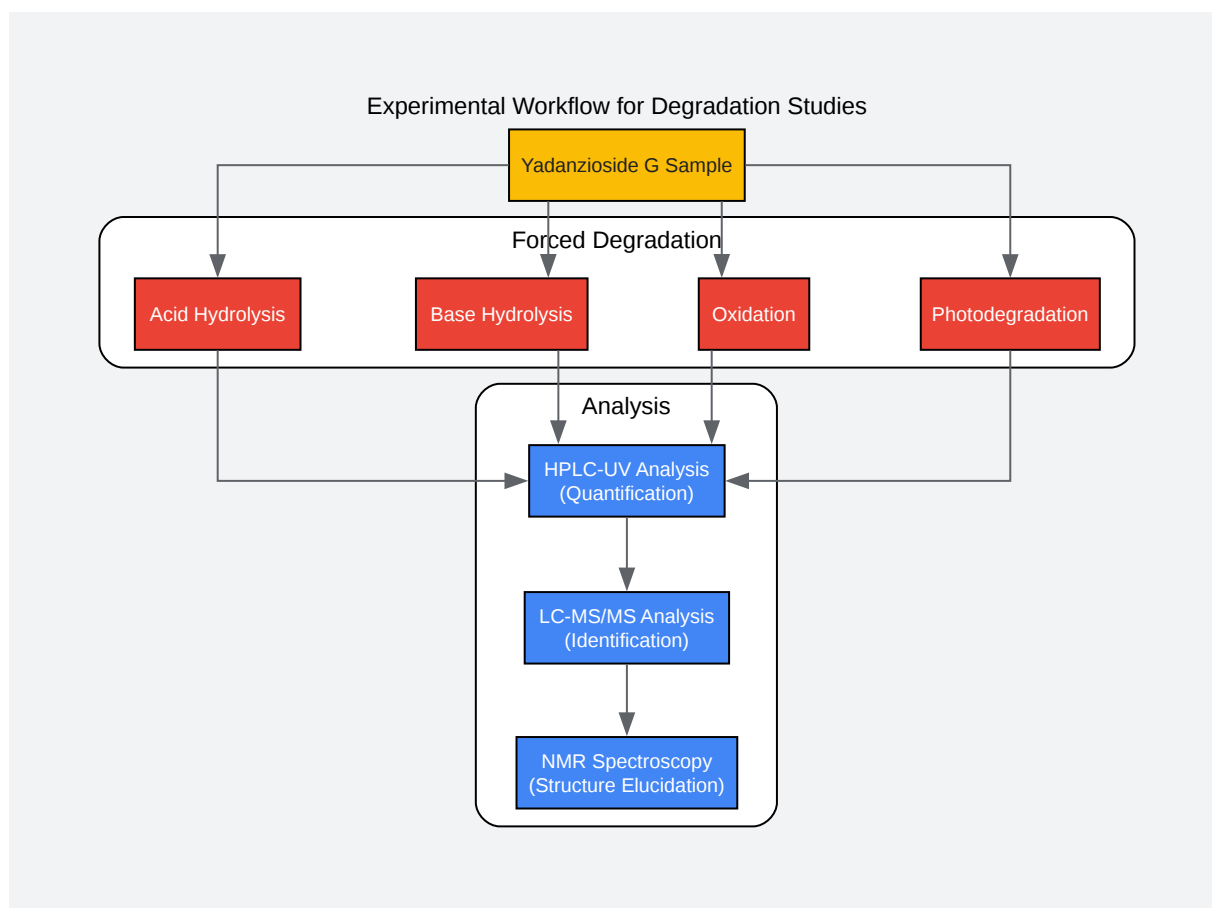 Experimental Workflow for Degradation Studies
Yadanzioside G Sample
Forced Degradation
Acid Hydrolysis
Base Hydrolysis
Oxidation
Photodegradation
Analysis
HPLC-UV Analysis
(Quantification)
LC-MS/MS Analysis
(Identification)
NMR Spectroscopy
(Structure Elucidation)